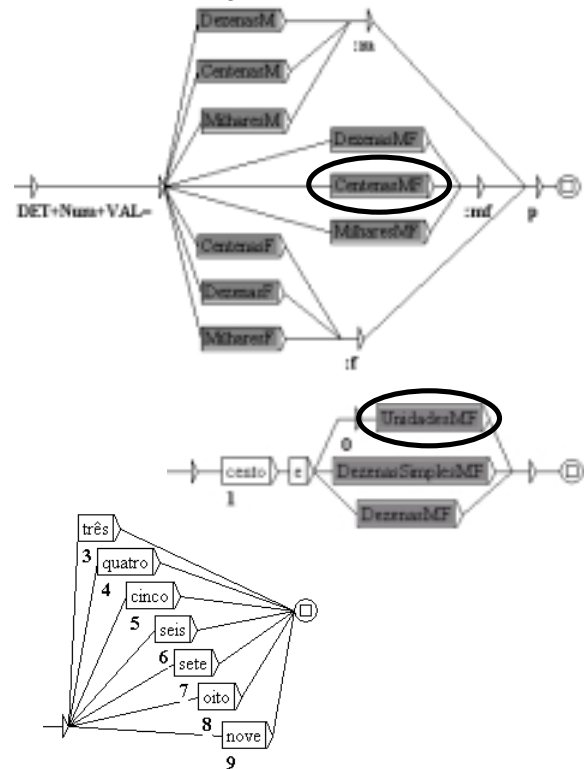 DezenasM
:m
CentenasM
MilharesM
DezenasMF
CentenasMF
DET+Num+VAL=
:mf
p
MilharesMF
CentenasF
DezenasF
MilharesF
:f
UnidadesMF
0
cento
e
DezenasSimplesMF
1
DezenasMF
três
3
quatro
4
cinco
5
seis
6
sete
7
oito
8
nove
9